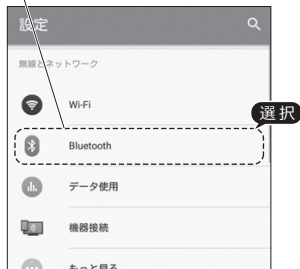 設定
無線とネットワーク
Wi-Fi
選択
Bluetooth
データ使用
機器接続
もっと見る